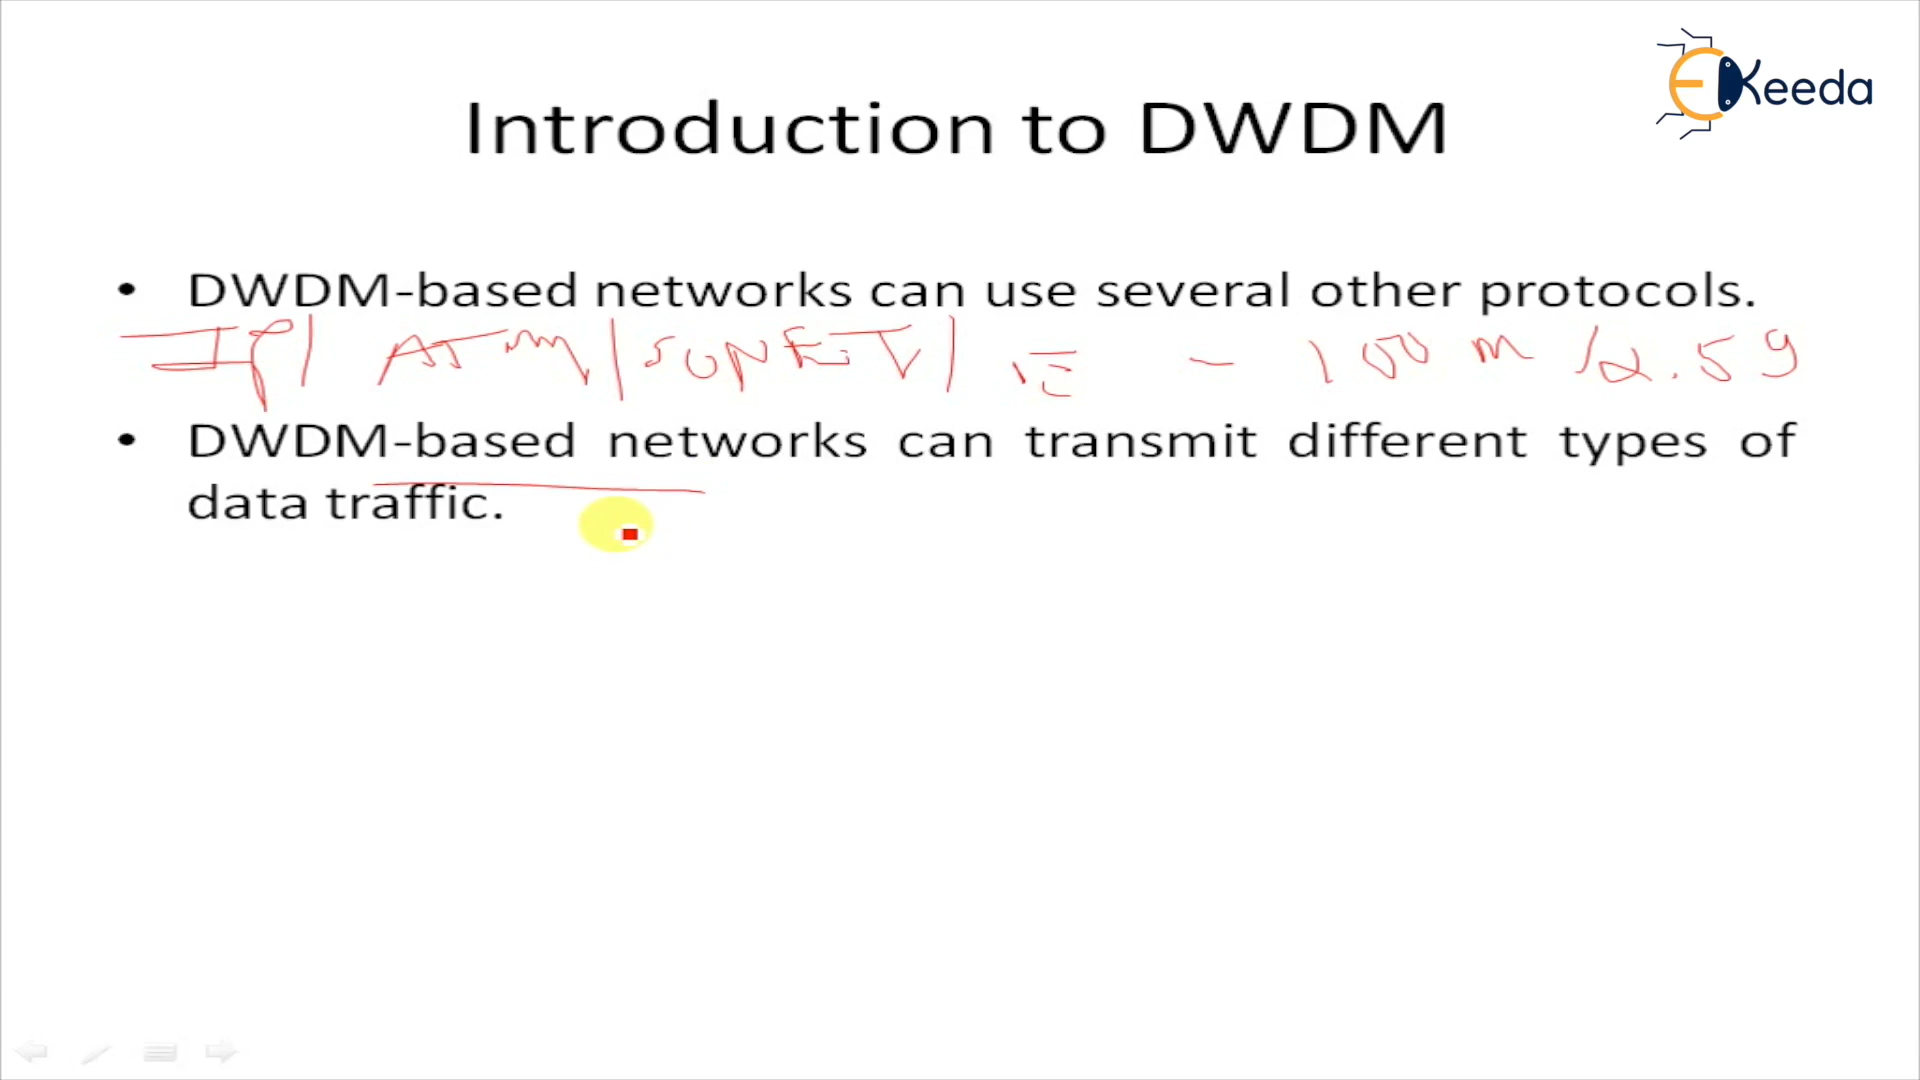 EKeeda
Introduction to DWDM
• DWDM-based networks can use several other protocols.
IP/ ATM/SONET/ E - 100 m/2.5g
• DWDM-based networks can transmit different types of
data traffic.